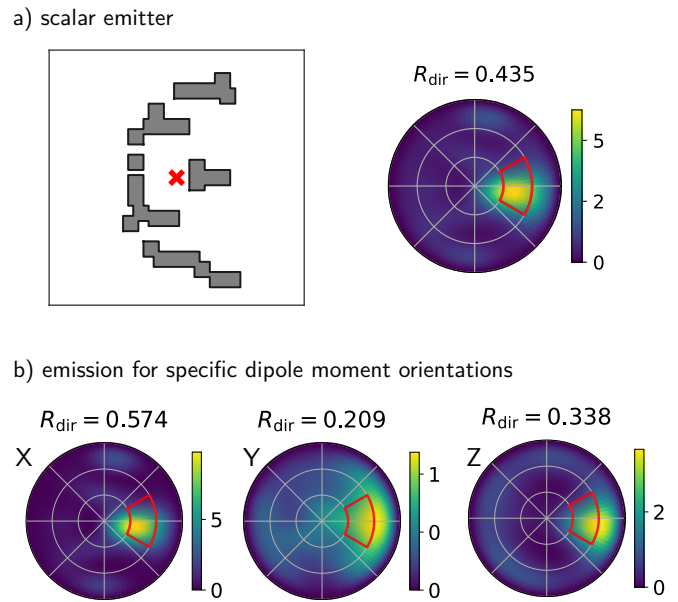 a) scalar emitter
R_dir = 0.435
5
2
0
b) emission for specific dipole moment orientations
R_dir = 0.574
R_dir = 0.209
R_dir = 0.338
X
Y
Z
5
0
1
0
0
2
0